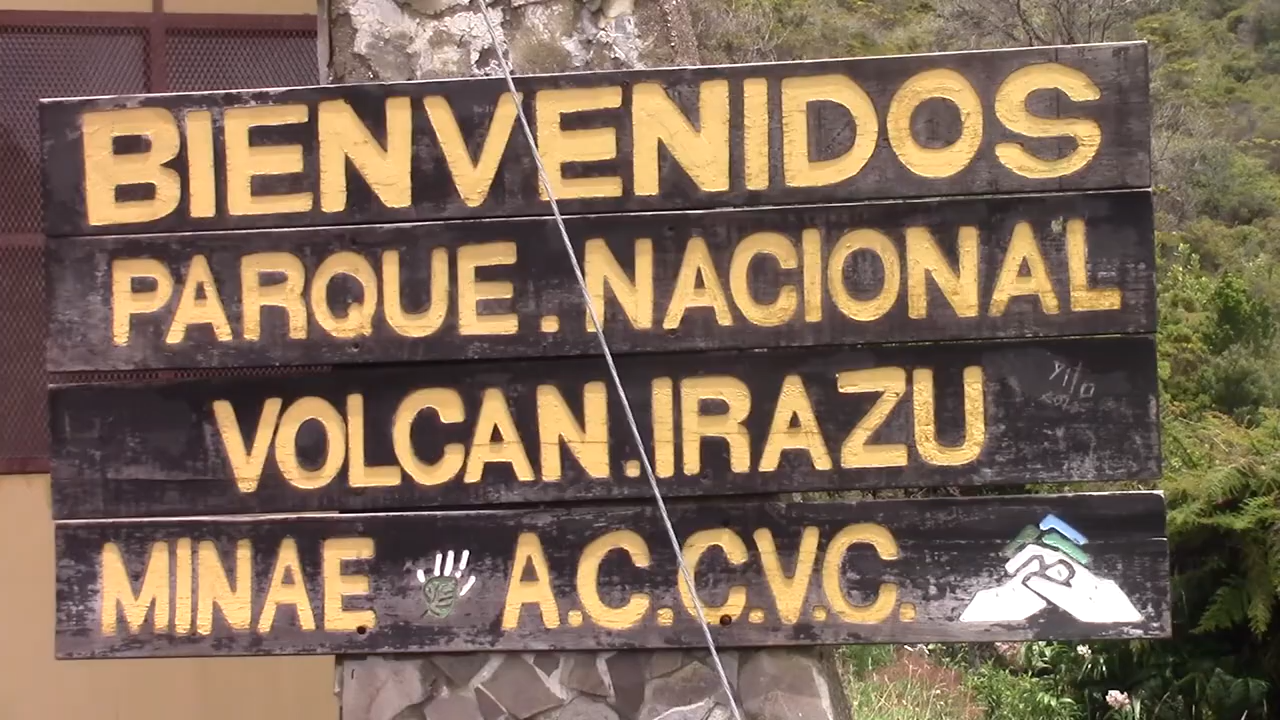 BIENVENIDOS
PARQUE. NACIONAL
VOLCAN.IRAZU
MINAE A.C.C.V.C.